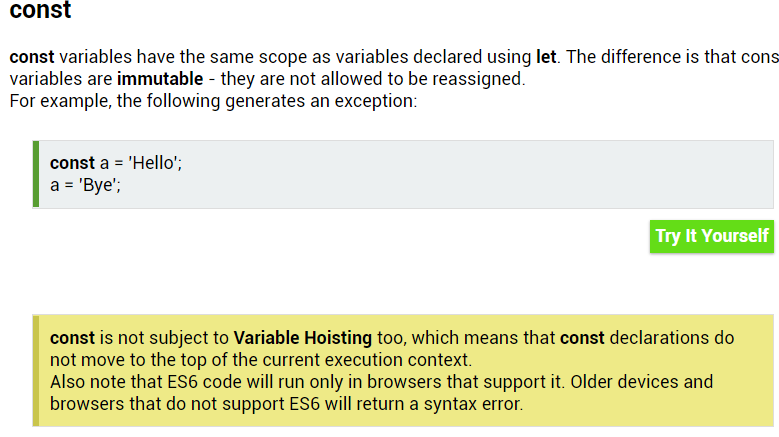 const
const variables have the same scope as variables declared using let. The difference is that cons
variables are immutable - they are not allowed to be reassigned.
For example, the following generates an exception:
const a = 'Hello';
a = 'Bye';
Try It Yourself
const is not subject to Variable Hoisting too, which means that const declarations do
not move to the top of the current execution context.
Also note that ES6 code will run only in browsers that support it. Older devices and
browsers that do not support ES6 will return a syntax error.